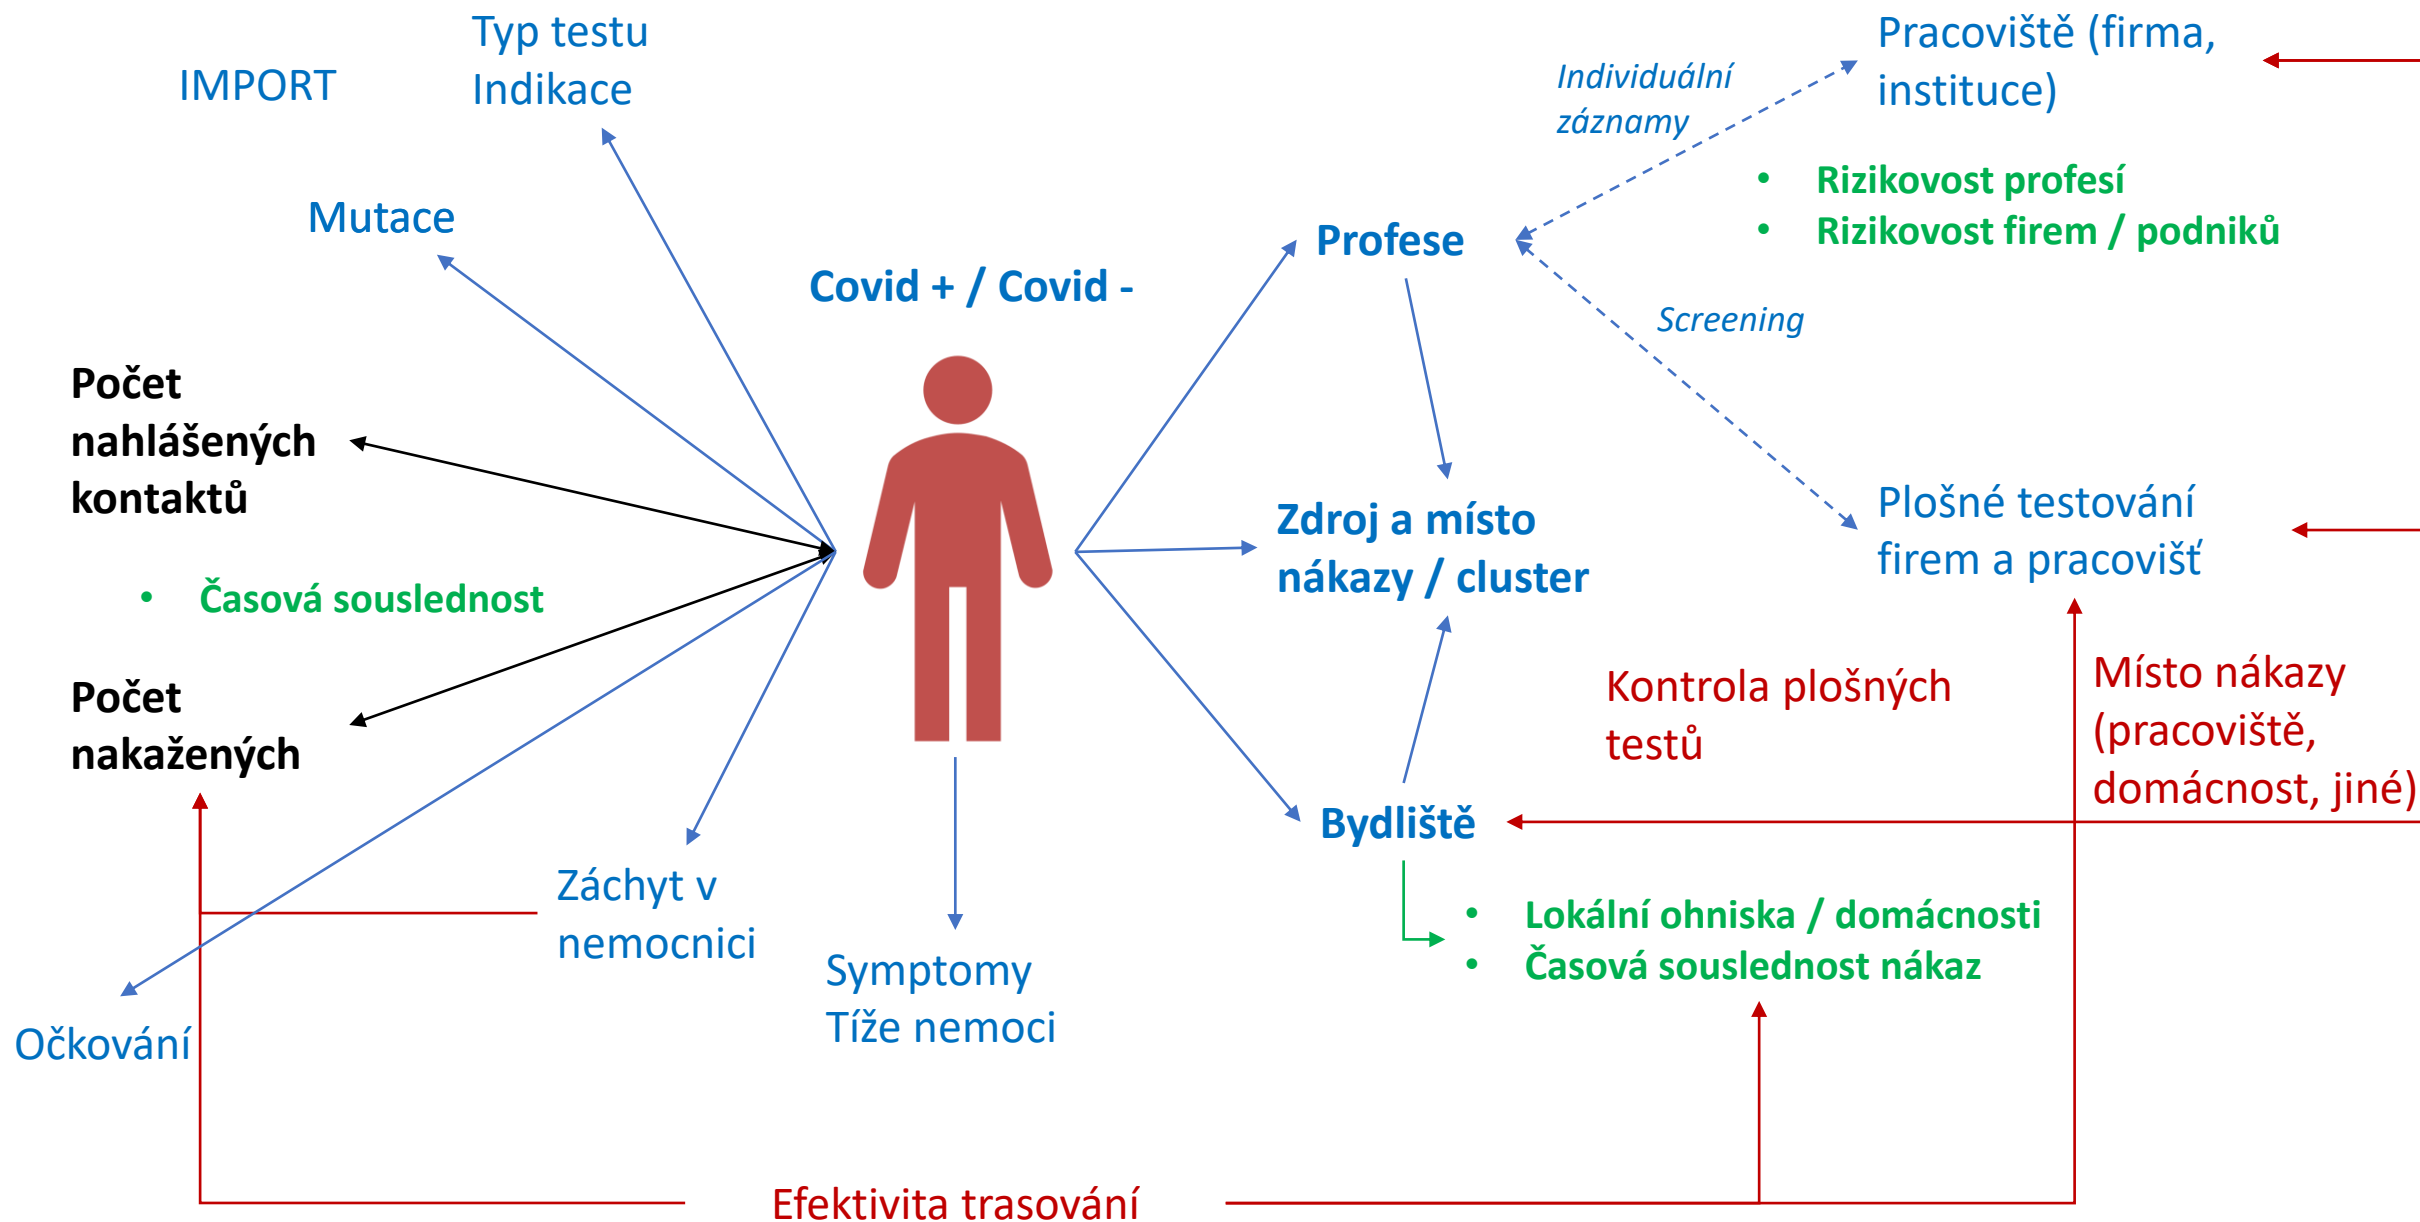 IMPORT
Typ testu
Indikace
Mutace
Covid + / Covid -
Počet
nahlášených
kontaktů
• Časová souslednost
Počet
nakažených
Očkování
Záchyt v
nemocnici
Symptomy
Tíže nemoci
Profese
Zdroj a místo
nákazy / cluster
Bydliště
Individuální
záznamy
Screening
Pracoviště (firma,
instituce)
• Rizikovost profesí
• Rizikovost firem / podniků
Plošné testování
firem a pracovišť
Kontrola plošných
testů
Místo nákazy
(pracoviště,
domácnost, jiné)
• Lokální ohniska / domácnosti
• Časová souslednost nákaz
Efektivita trasování